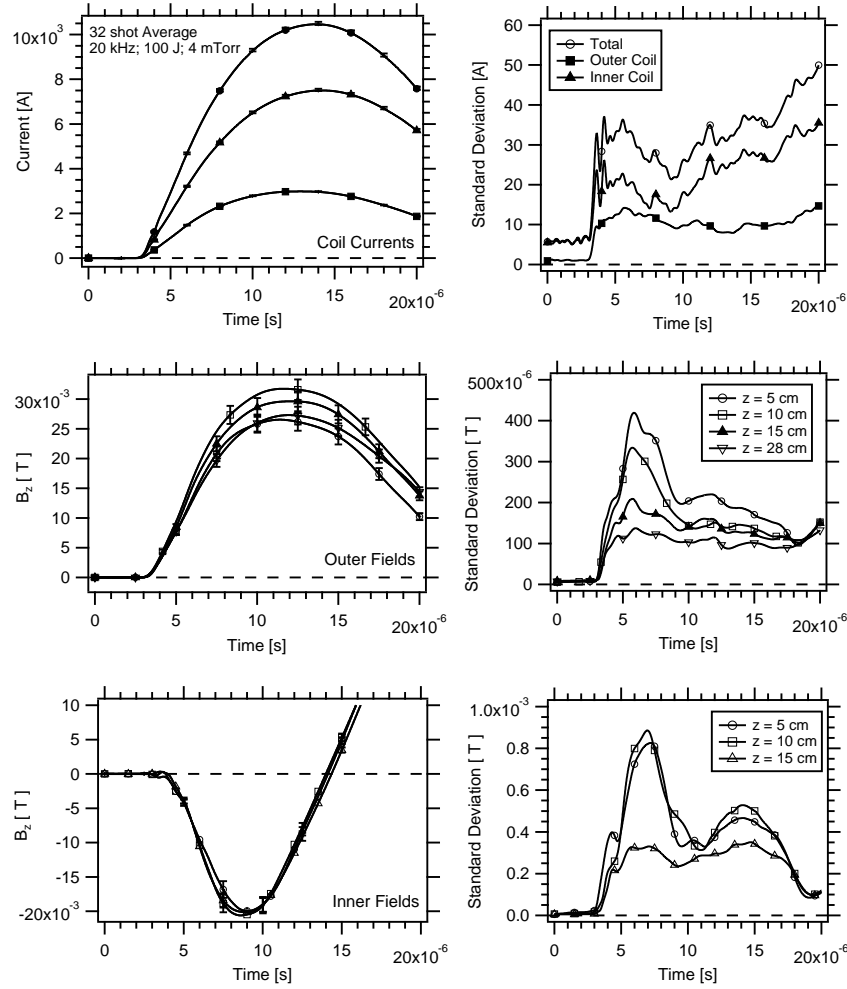 10x10³
8
6
4
2
0
Current [A]
32 shot Average
20 kHz; 100 J; 4 mTorr
Coil Currents
0
5
10
15
20x10⁻⁶
Time [s]
60
50
40
30
20
10
0
Standard Deviation [A]
Total
Outer Coil
Inner Coil
0
5
10
15
20x10⁻⁶
Time [s]
30x10⁻³
25
20
15
10
5
0
B_z [ T ]
Outer Fields
0
5
10
15
20x10⁻⁶
Time [s]
500x10⁻⁶
400
300
200
100
0
Standard Deviation [ T ]
z = 5 cm
z = 10 cm
z = 15 cm
z = 28 cm
0
5
10
15
20x10⁻⁶
Time [s]
10
5
0
-5
-10
-15
-20x10⁻³
B_z [ T ]
Inner Fields
0
5
10
15
20x10⁻⁶
Time [s]
1.0x10⁻³
0.8
0.6
0.4
0.2
0.0
Standard Deviation [ T ]
z = 5 cm
z = 10 cm
z = 15 cm
0
5
10
15
20x10⁻⁶
Time [s]